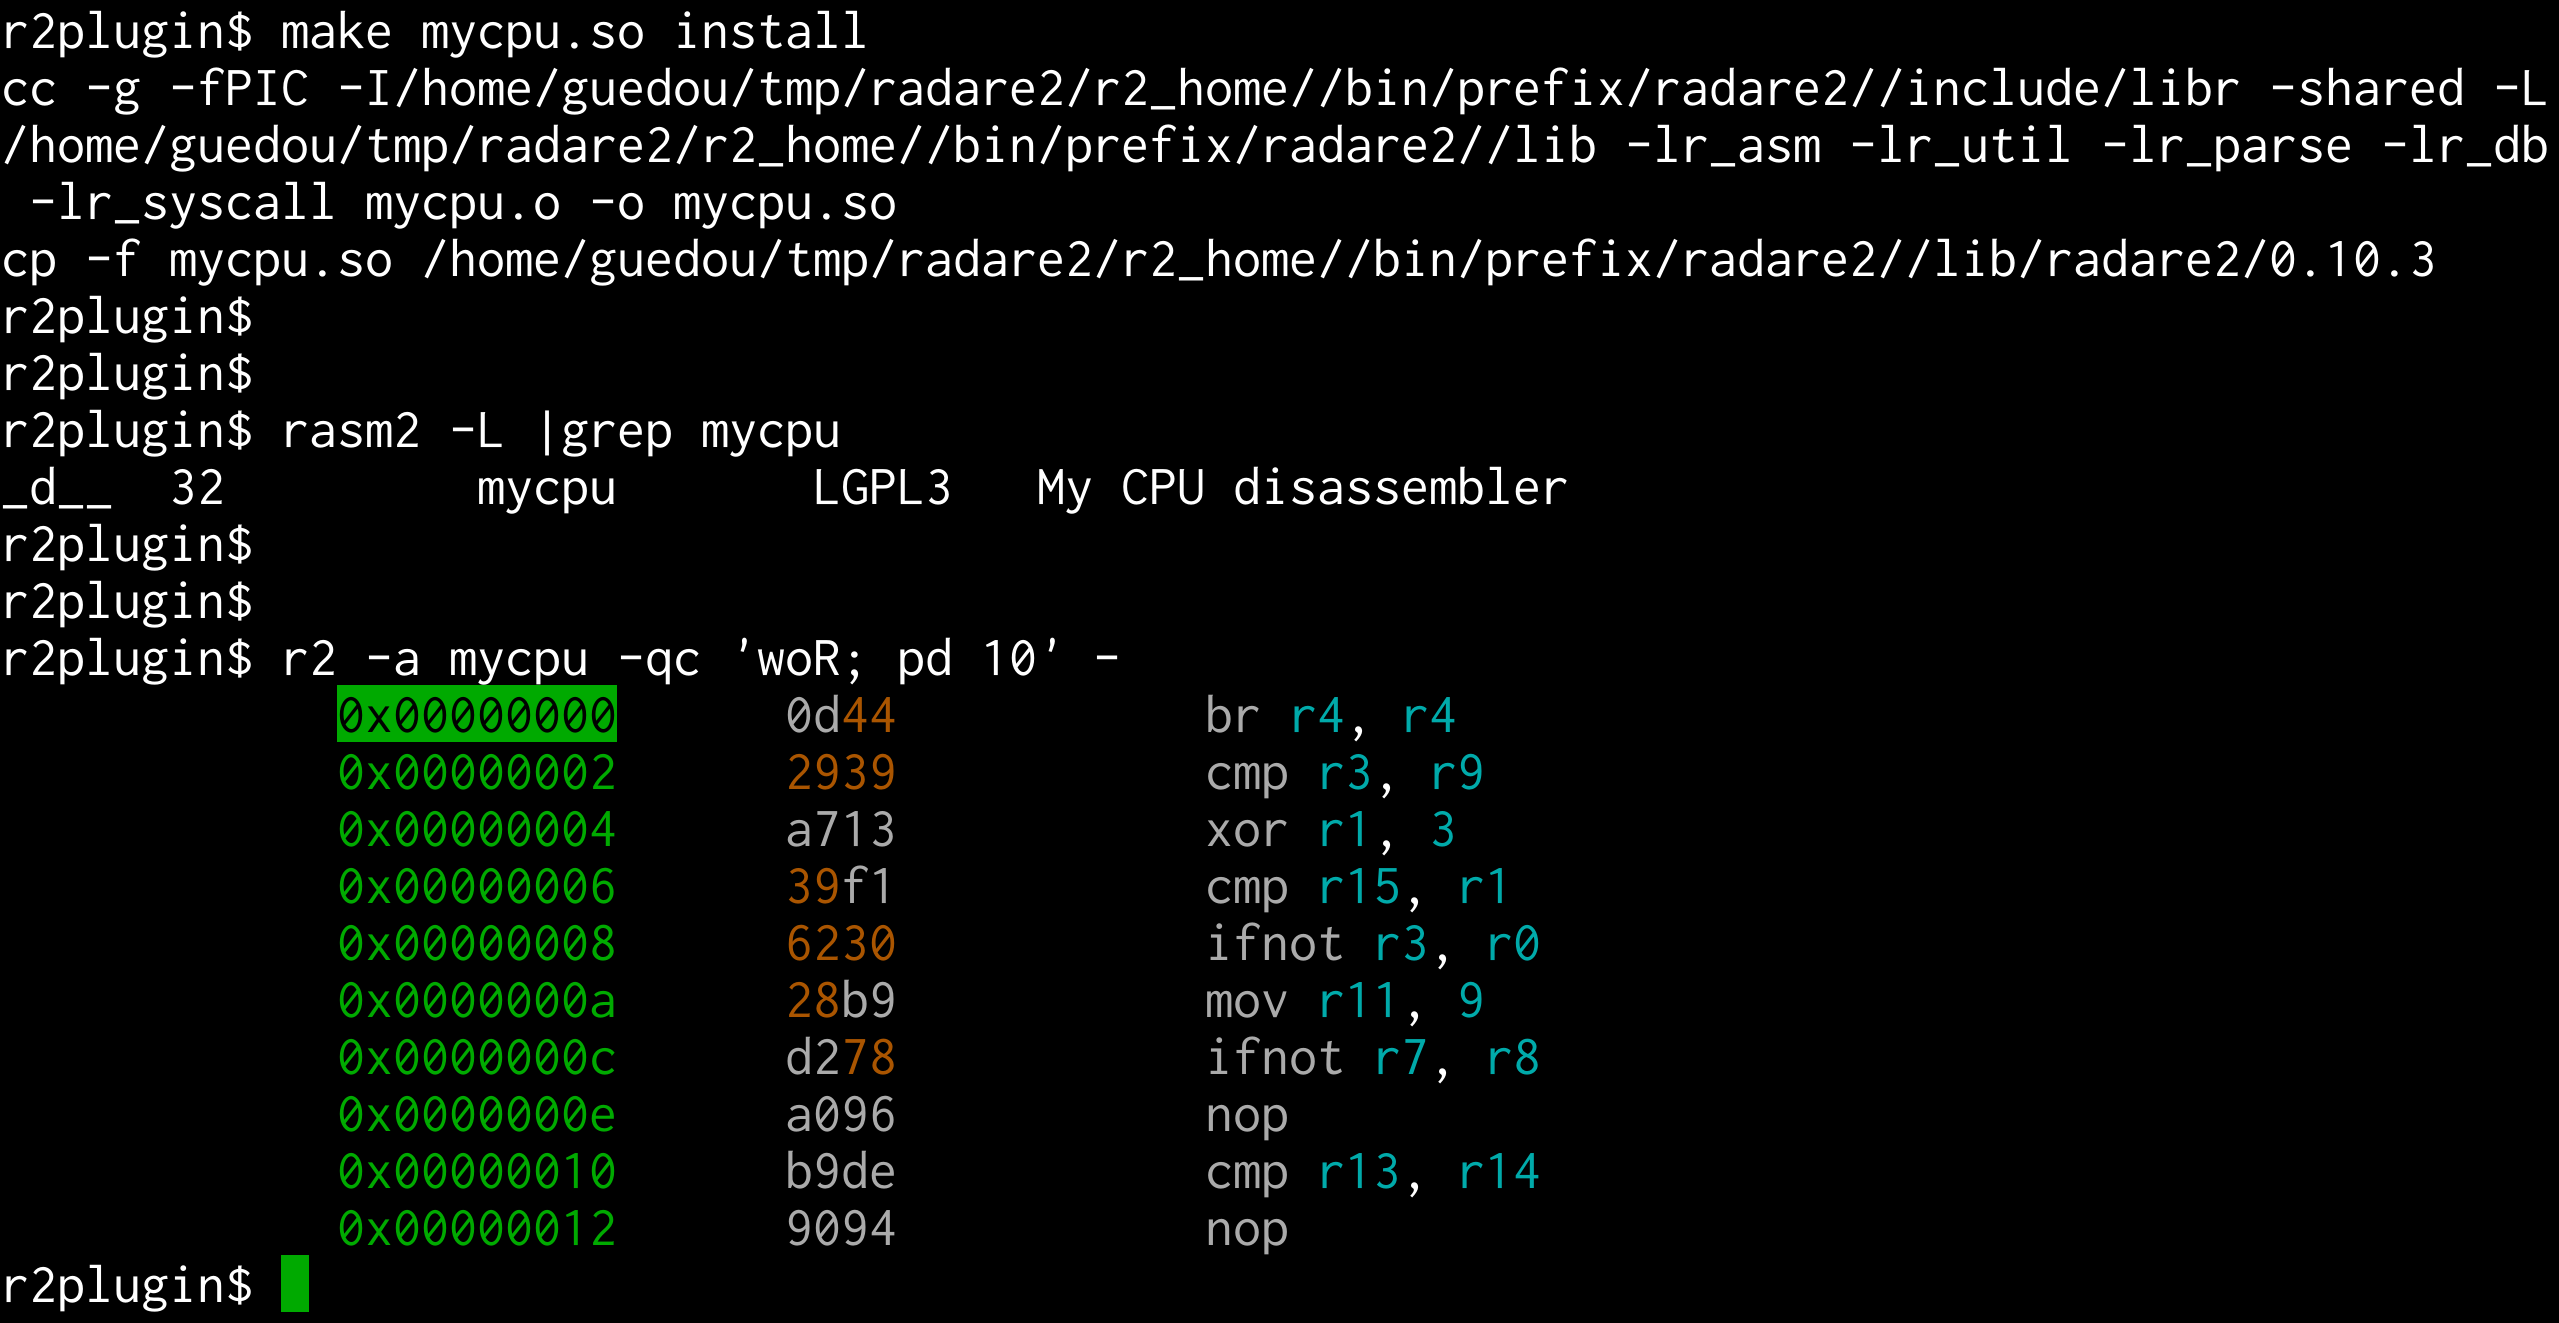 r2plugin$ make mycpu.so install
cc -g -fPIC -I/home/guedou/tmp/radare2/r2_home//bin/prefix/radare2//include/libr -shared -L
/home/guedou/tmp/radare2/r2_home//bin/prefix/radare2//lib -lr_asm -lr_util -lr_parse -lr_db
 -lr_syscall mycpu.o -o mycpu.so
cp -f mycpu.so /home/guedou/tmp/radare2/r2_home//bin/prefix/radare2//lib/radare2/0.10.3
r2plugin$
r2plugin$
r2plugin$ rasm2 -L |grep mycpu
_d__  32         mycpu       LGPL3   My CPU disassembler
r2plugin$
r2plugin$
r2plugin$ r2 -a mycpu -qc 'woR; pd 10' -
            0x00000000      0d44           br r4, r4
            0x00000002      2939           cmp r3, r9
            0x00000004      a713           xor r1, 3
            0x00000006      39f1           cmp r15, r1
            0x00000008      6230           ifnot r3, r0
            0x0000000a      28b9           mov r11, 9
            0x0000000c      d278           ifnot r7, r8
            0x0000000e      a096           nop
            0x00000010      b9de           cmp r13, r14
            0x00000012      9094           nop
r2plugin$